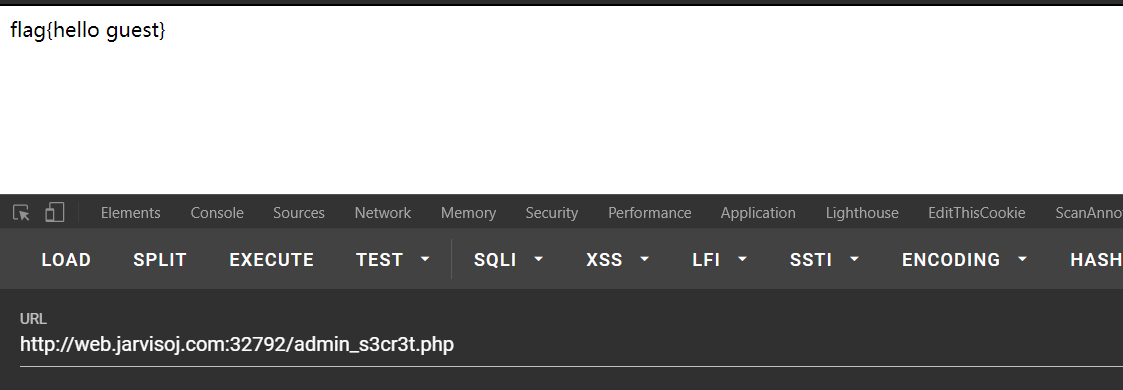 flag{hello guest}
Elements Console Sources Network Memory Security Performance Application Lighthouse EditThisCookie ScanAnno
LOAD SPLIT EXECUTE TEST SQLI XSS LFI SSTI ENCODING HASH
URL
http://web.jarvisoj.com:32792/admin_s3cr3t.php